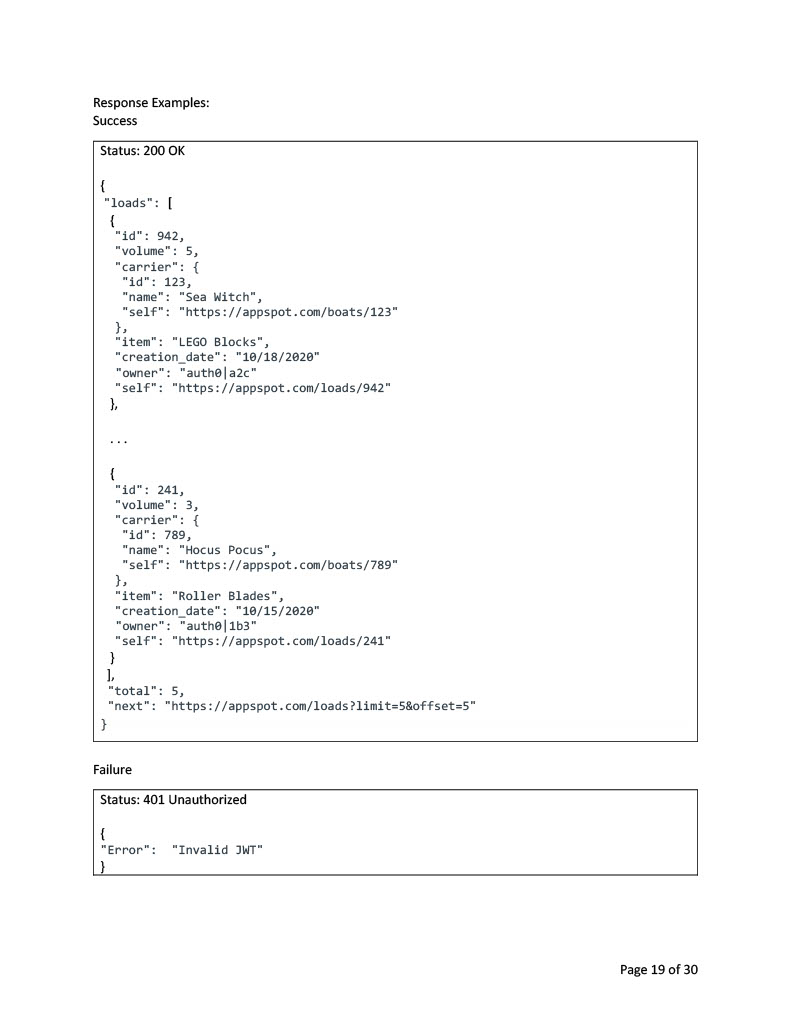 Response Examples:
Success
Status: 200 OK
{
"loads": [
{
"id": 942,
"volume": 5,
"carrier": {
"id": 123,
"name": "Sea Witch",
"self": "https://appspot.com/boats/123"
},
"item": "LEGO Blocks",
"creation_date": "10/18/2020"
"owner": "auth0|a2c"
"self": "https://appspot.com/loads/942"
},
...
{
"id": 241,
"volume": 3,
"carrier": {
"id": 789,
"name": "Hocus Pocus",
"self": "https://appspot.com/boats/789"
},
"item": "Roller Blades",
"creation_date": "10/15/2020"
"owner": "auth0|1b3"
"self": "https://appspot.com/loads/241"
}
],
"total": 5,
"next": "https://appspot.com/loads?limit=5&offset=5"
}
Failure
Status: 401 Unauthorized
{
"Error":  "Invalid JWT"
}
Page 19 of 30